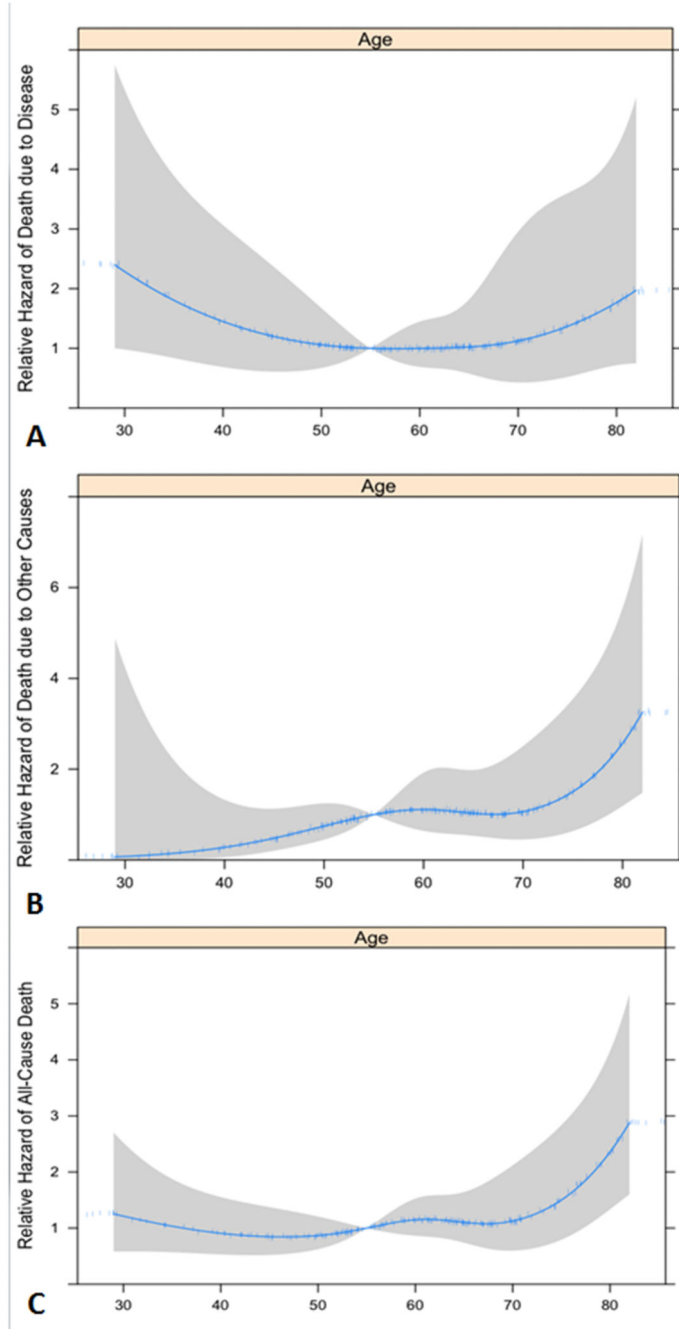 Age
Relative Hazard of Death due to Disease
5
4
3
2
1
30 40 50 60 70 80
A
Age
Relative Hazard of Death due to Other Causes
6
4
2
30 40 50 60 70 80
B
Age
Relative Hazard of All-Cause Death
5
4
3
2
1
30 40 50 60 70 80
C